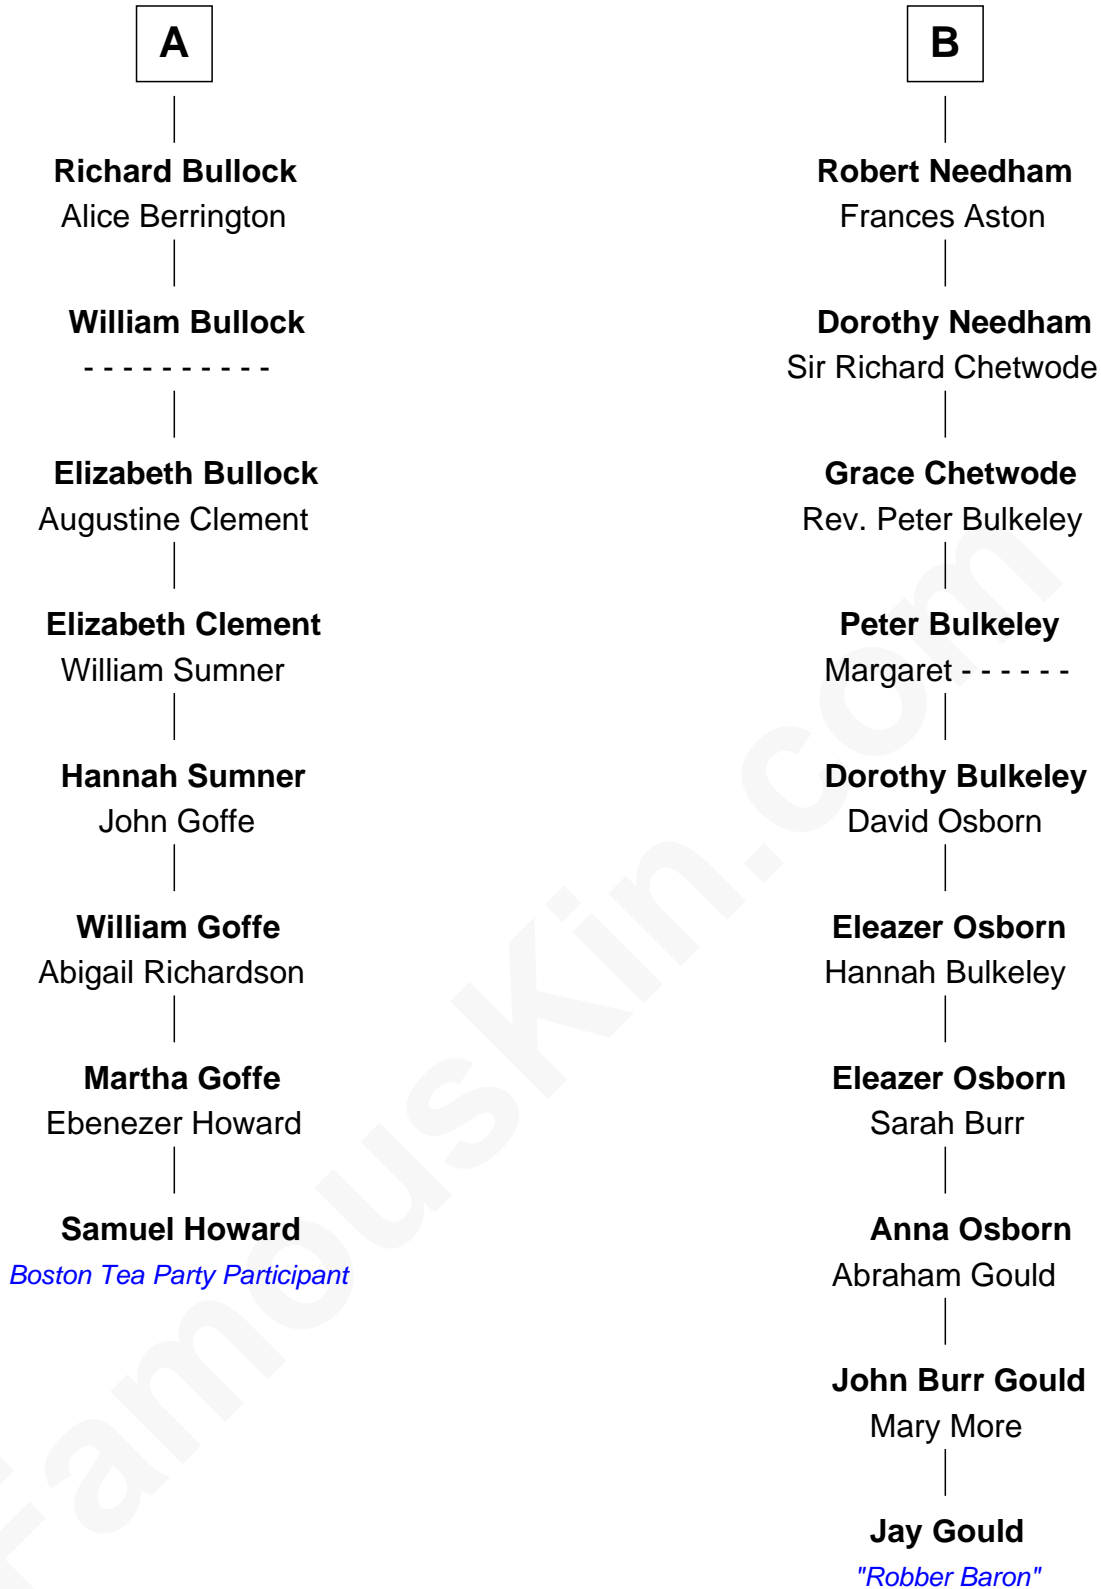 A
Richard Bullock
Alice Berrington
William Bullock
- - - - - - - - - -
Elizabeth Bullock
Augustine Clement
Elizabeth Clement
William Sumner
Hannah Sumner
John Goffe
William Goffe
Abigail Richardson
Martha Goffe
Ebenezer Howard
Samuel Howard
Boston Tea Party Participant
B
Robert Needham
Frances Aston
Dorothy Needham
Sir Richard Chetwode
Grace Chetwode
Rev. Peter Bulkeley
Peter Bulkeley
Margaret - - - - - -
Dorothy Bulkeley
David Osborn
Eleazer Osborn
Hannah Bulkeley
Eleazer Osborn
Sarah Burr
Anna Osborn
Abraham Gould
John Burr Gould
Mary More
Jay Gould
"Robber Baron"
FamousKin.com